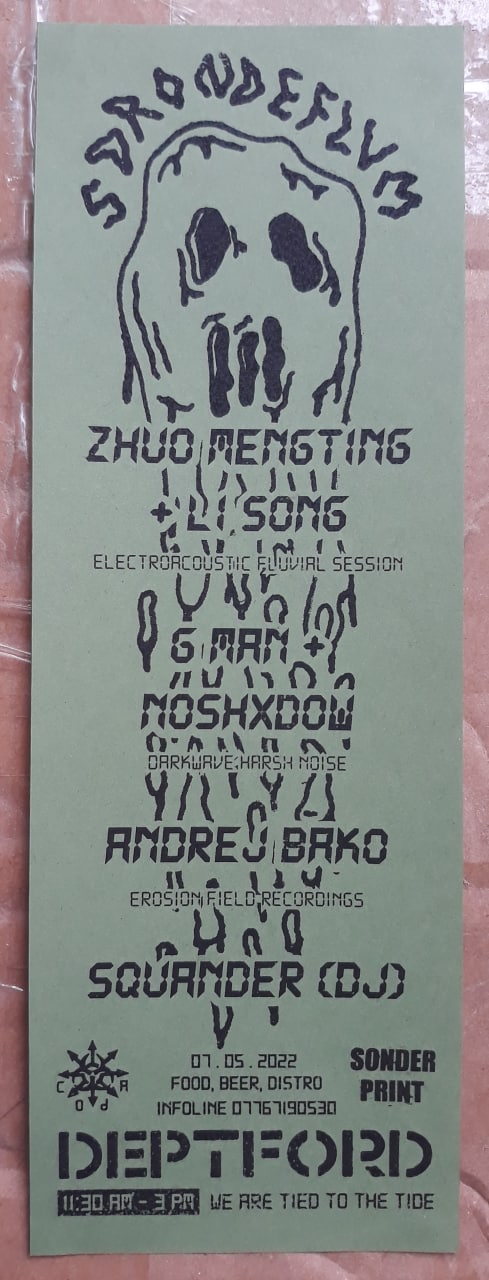 SDRONDEFLVM
ZHUO MENGTING
+ LI SONG
ELECTROACOUSTIC FLUVIAL SESSION
G MAN +
NOSHXDOW
DARKWAVE HARSH NOISE
ANDREJ BAKO
EROSION FIELD RECORDINGS
SQUANDER (DJ)
07.05.2022
FOOD, BEER, DISTRO
INFOLINE 07767190530
SONDER
PRINT
DEPTFORD
11:30 AM - 3 PM WE ARE TIED TO THE TIDE